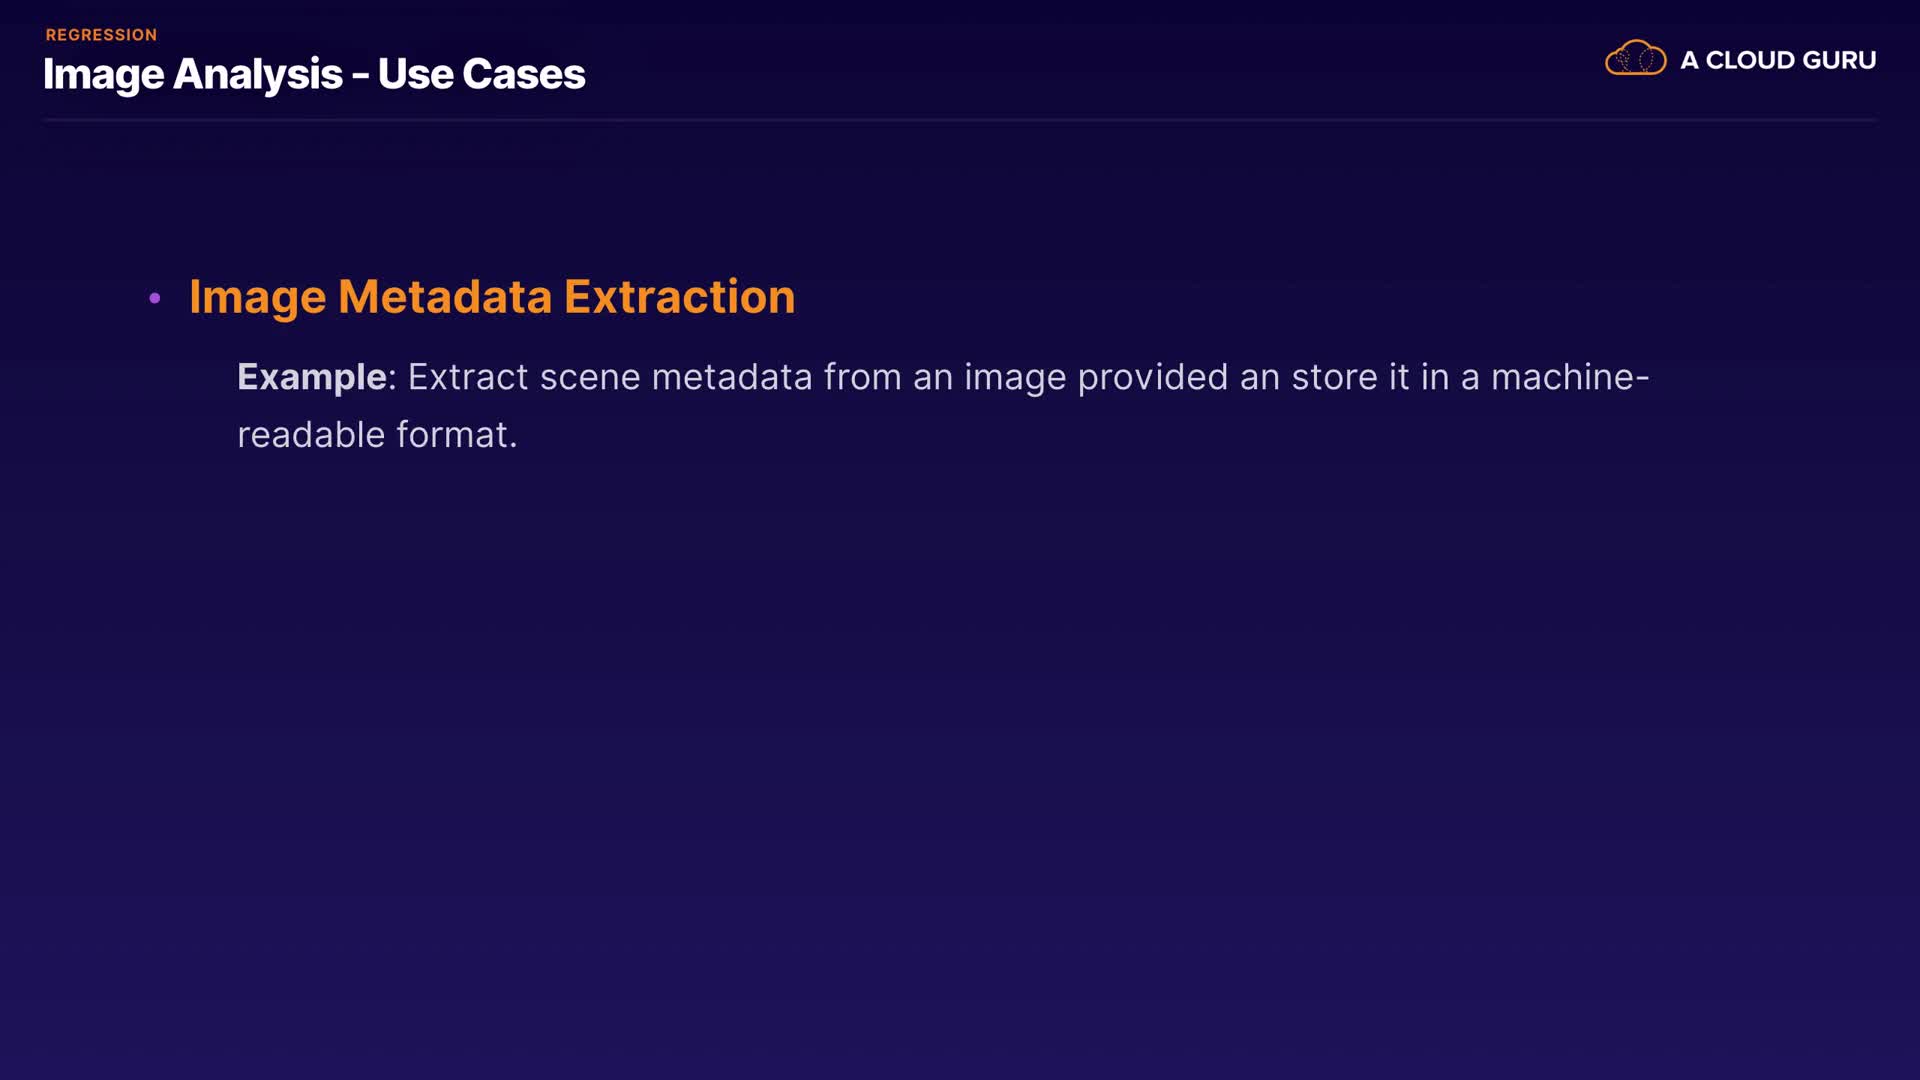 REGRESSION
Image Analysis - Use Cases
A CLOUD GURU
• Image Metadata Extraction
Example: Extract scene metadata from an image provided an store it in a machine-
readable format.